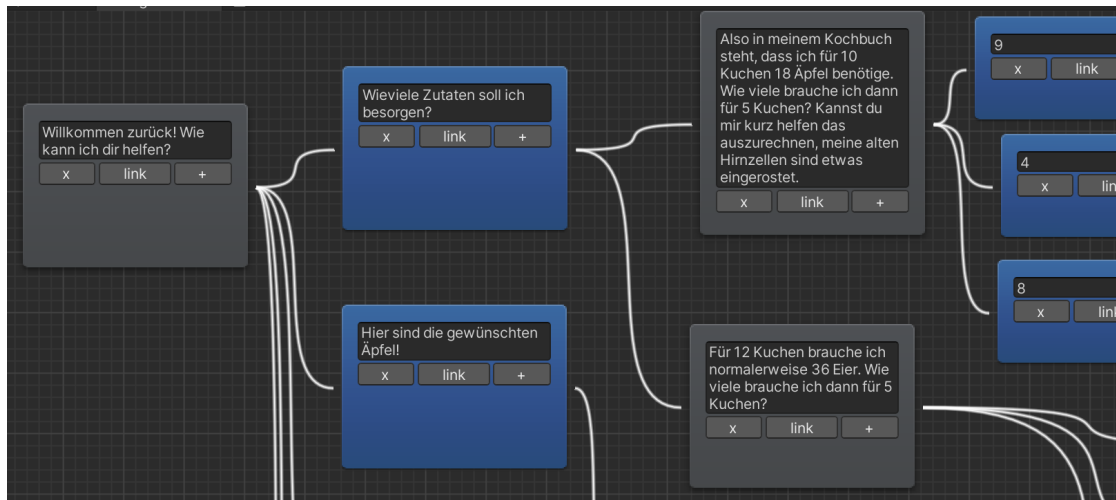 Willkommen zurück! Wie
kann ich dir helfen?
x link +
Wieviele Zutaten soll ich
besorgen?
x link +
Hier sind die gewünschten
Äpfel!
x link +
Also in meinem Kochbuch
steht, dass ich für 10
Kuchen 18 Äpfel benötige.
Wie viele brauche ich dann
für 5 Kuchen? Kannst du
mir kurz helfen das
auszurechnen, meine alten
Hirnzellen sind etwas
eingerostet.
x link +
Für 12 Kuchen brauche ich
normalerweise 36 Eier. Wie
viele brauche ich dann für 5
Kuchen?
x link +
9
x link
4
x
8
x